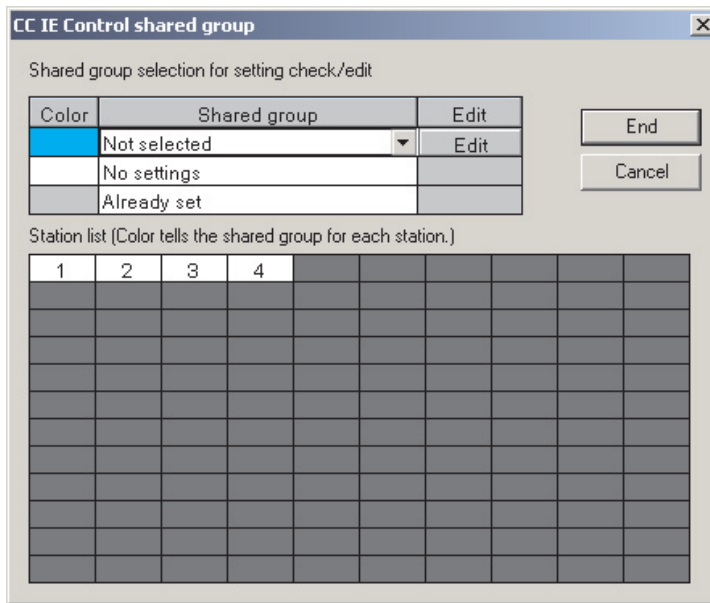 CC IE Control shared group
Shared group selection for setting check/edit
Color Shared group Edit
Not selected Edit
No settings
Already set
End
Cancel
Station list (Color tells the shared group for each station.)
1 2 3 4